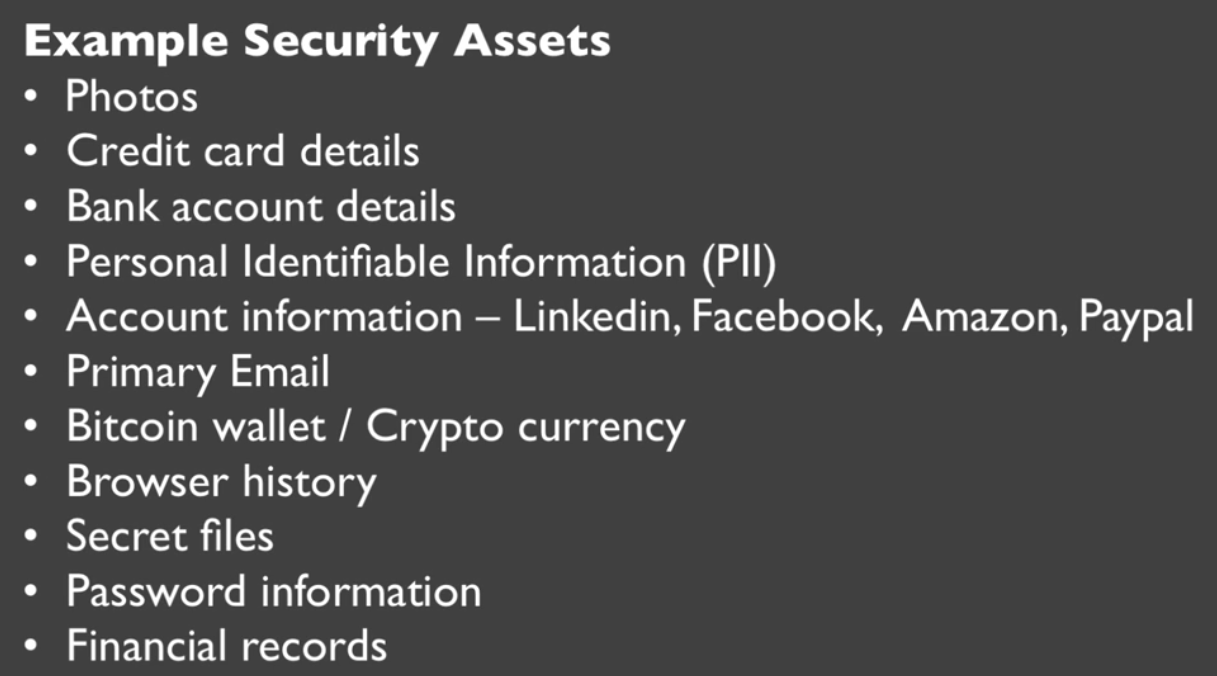 Example Security Assets
• Photos
• Credit card details
• Bank account details
• Personal Identifiable Information (PII)
• Account information – Linkedin, Facebook, Amazon, Paypal
• Primary Email
• Bitcoin wallet / Crypto currency
• Browser history
• Secret files
• Password information
• Financial records